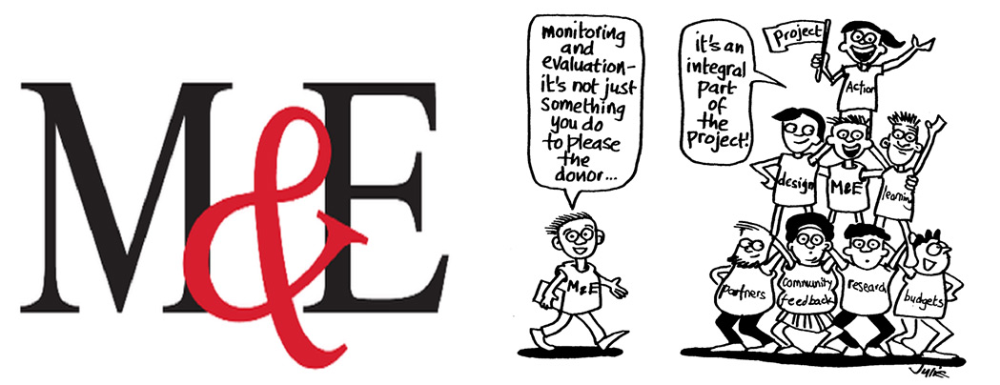 M&E
monitoring
and
evaluation-
it's not just
something
you do
to please
the
donor...
M&E
it's an
integral
part
of
the
project!
Project
Action
design
M&E
learning
partners
community
feedback
research
budgets
Julie